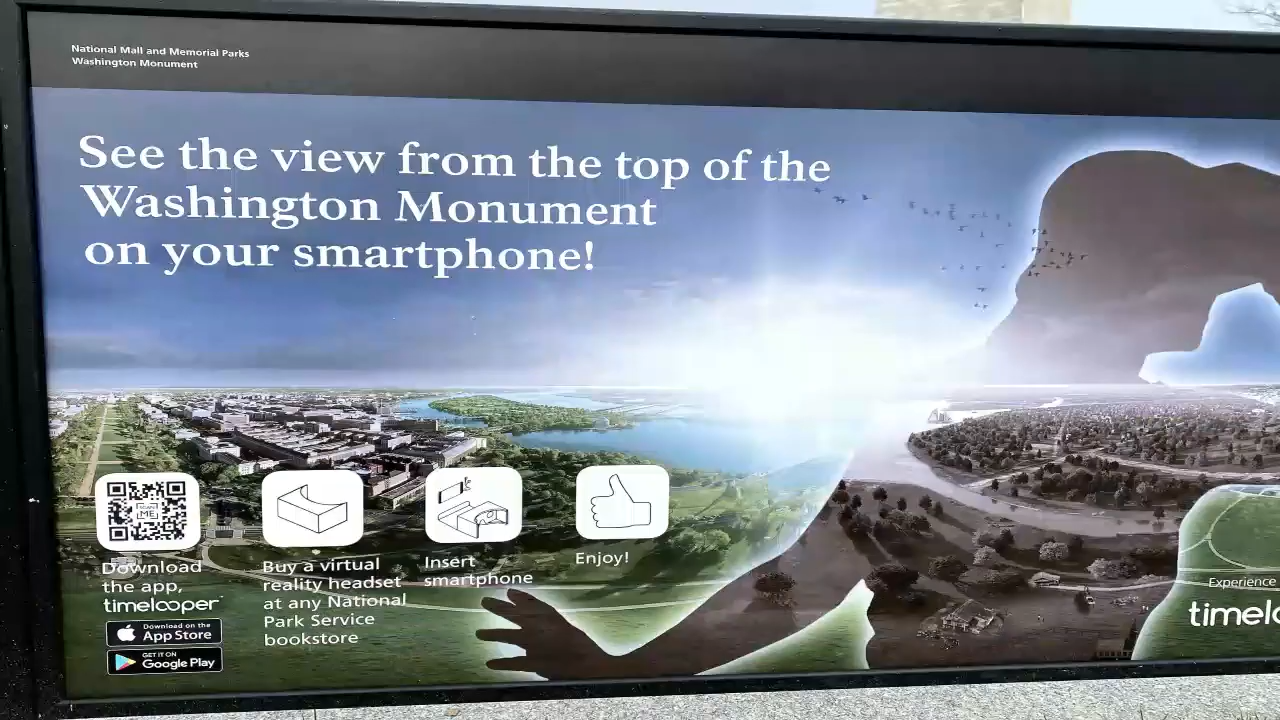 National Mall and Memorial Parks
Washington Monument
See the view from the top of the
Washington Monument
on your smartphone!
SCAN
ME!
Download
the app,
timelooper
Download on the
App Store
GET IT ON
Google Play
Buy a virtual
reality headset
at any National
Park Service
bookstore
Insert
smartphone
Enjoy!
Experience